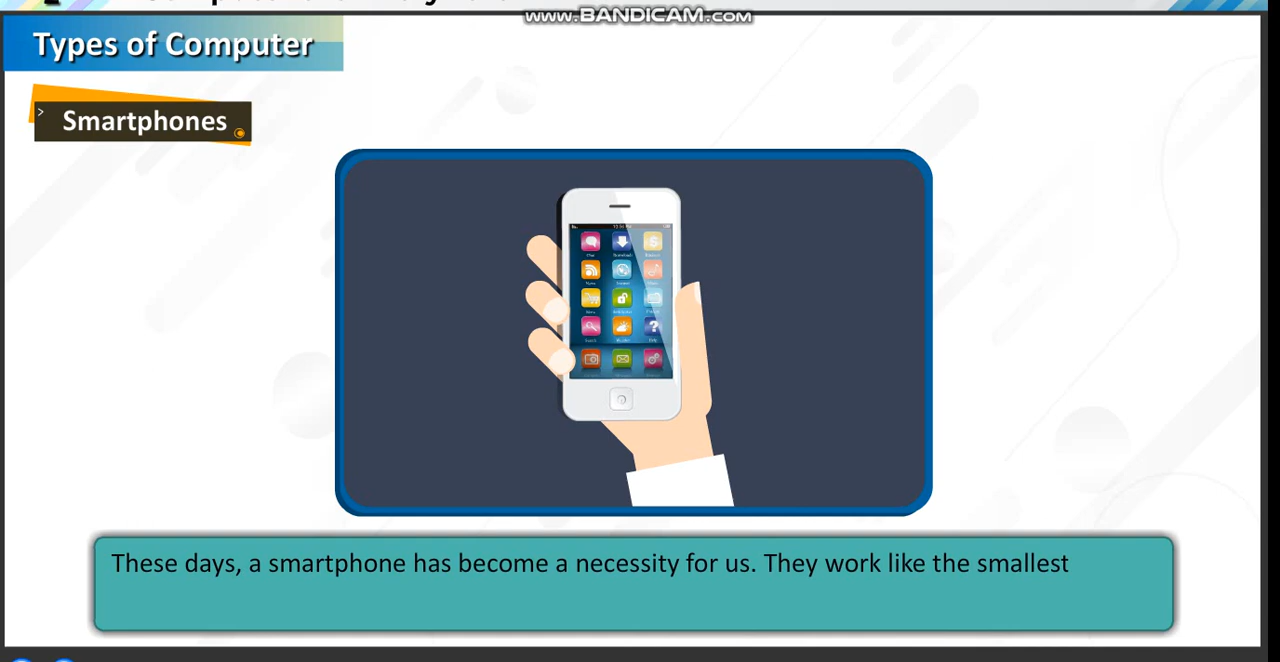 www.BANDICAM.com
Types of Computer
Smartphones
These days, a smartphone has become a necessity for us. They work like the smallest